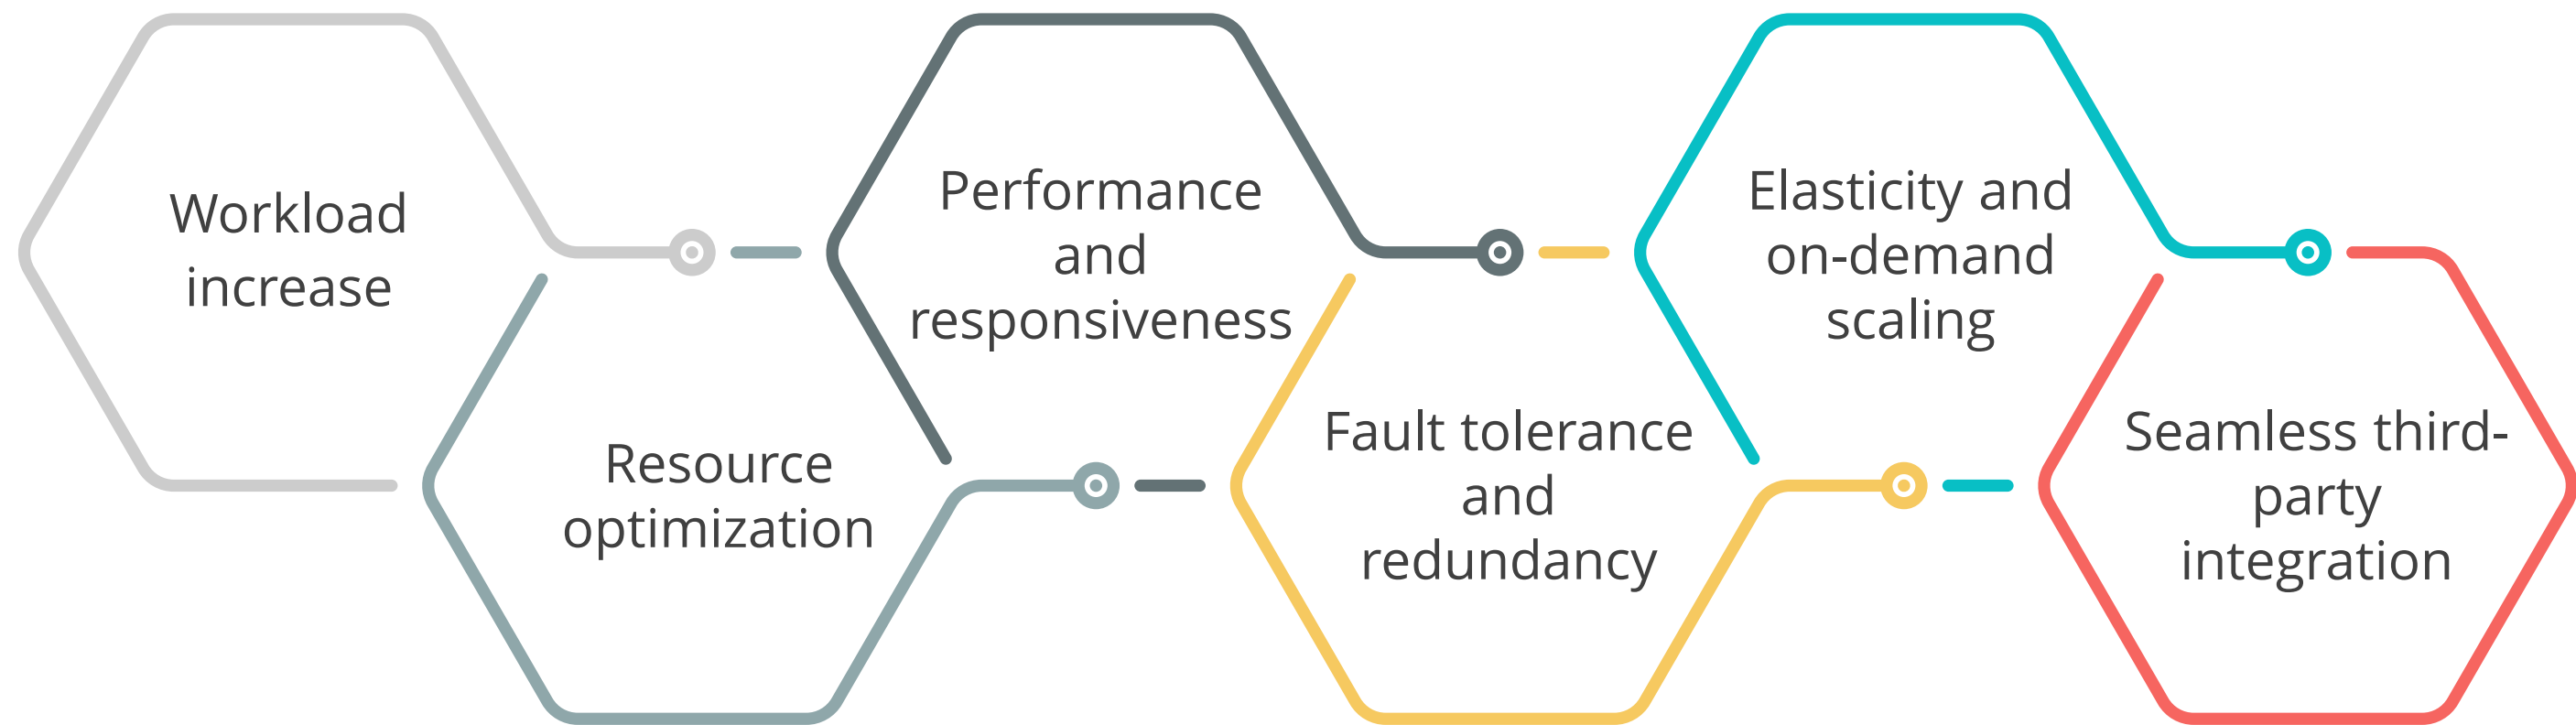 Workload
increase
Resource
optimization
Performance
and
responsiveness
Fault tolerance
and
redundancy
Elasticity and
on-demand
scaling
Seamless third-
party
integration